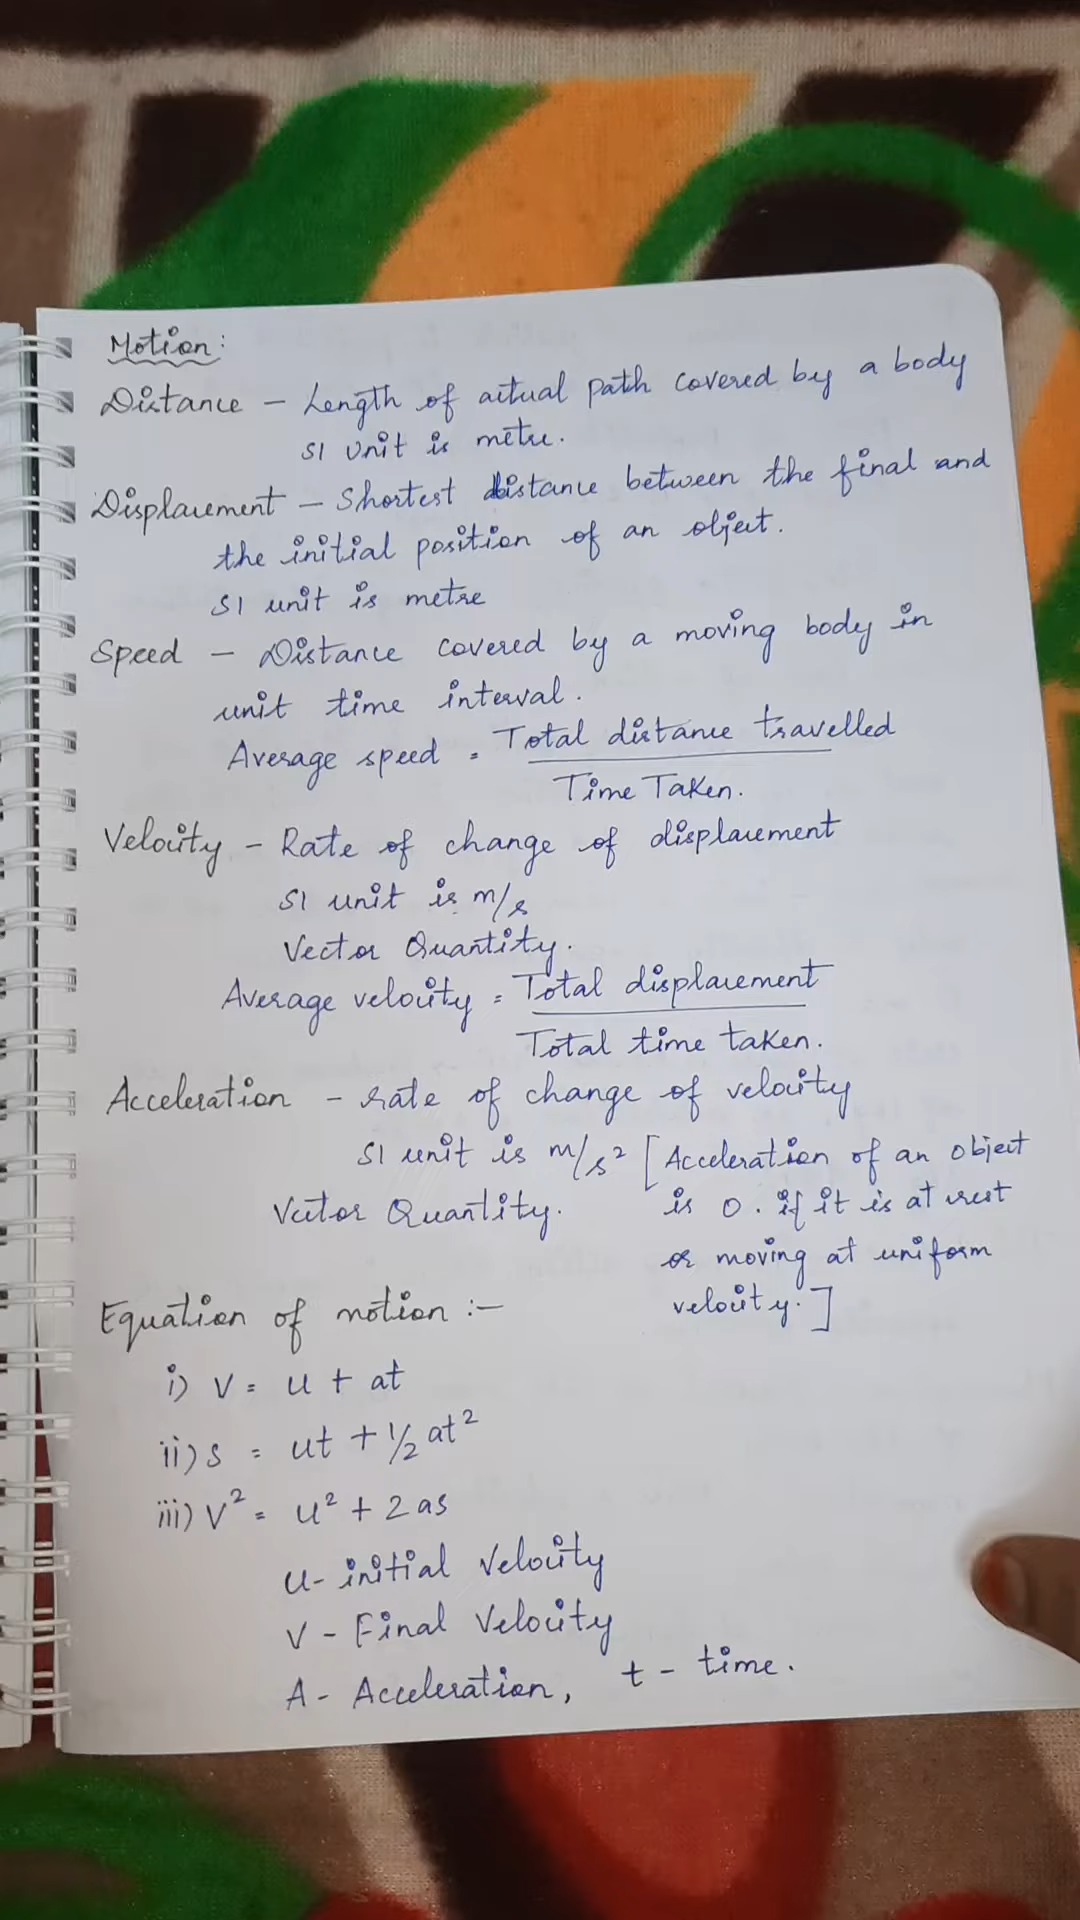 Motion:
Distance - Length of actual path covered by a body
SI unit is metre.
Displacement - Shortest distance between the final and
the initial position of an object.
SI unit is metre
Speed - Distance covered by a moving body in
unit time interval.
Average speed = Total distance travelled
Time Taken.
Velocity - Rate of change of displacement
SI unit is m/s
Vector Quantity.
Average velocity = Total displacement
Total time taken.
Acceleration - rate of change of velocity
SI unit is m/s² [Acceleration of an object
Vector Quantity. is 0. if it is at rest
or moving at uniform
velocity.]
Equation of motion :-
i) V = u + at
ii) s = ut + 1/2 at²
iii) V² = u² + 2as
u - initial Velocity
V - Final Velocity
A - Acceleration, t - time.